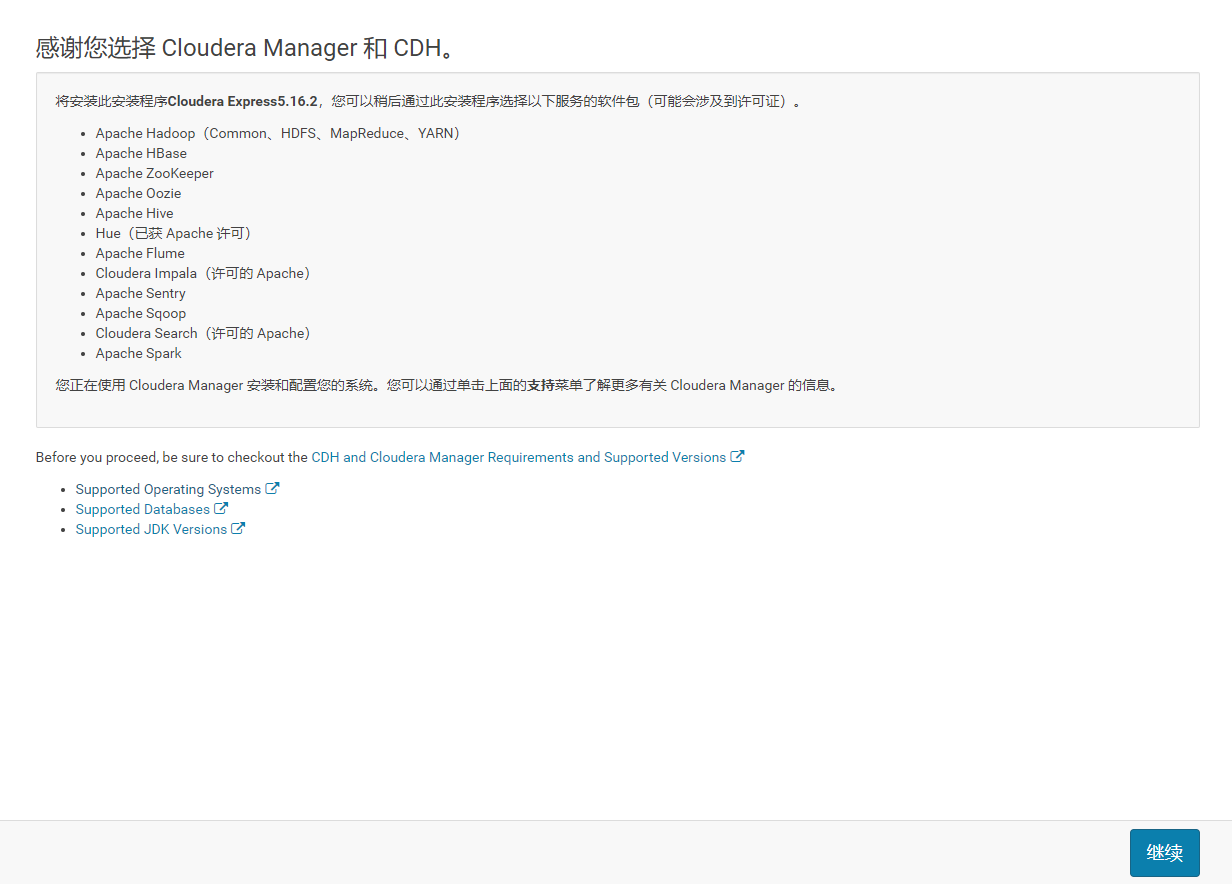 感谢您选择 Cloudera Manager 和 CDH。
将安装此安装程序Cloudera Express5.16.2，您可以稍后通过此安装程序选择以下服务的软件包（可能会涉及到许可证）。
• Apache Hadoop（Common、HDFS、MapReduce、YARN）
• Apache HBase
• Apache ZooKeeper
• Apache Oozie
• Apache Hive
• Hue（已获 Apache 许可）
• Apache Flume
• Cloudera Impala（许可的 Apache）
• Apache Sentry
• Apache Sqoop
• Cloudera Search（许可的 Apache）
• Apache Spark
您正在使用 Cloudera Manager 安装和配置您的系统。您可以通过单击上面的支持菜单了解更多有关 Cloudera Manager 的信息。
Before you proceed, be sure to checkout the CDH and Cloudera Manager Requirements and Supported Versions
• Supported Operating Systems
• Supported Databases
• Supported JDK Versions
继续